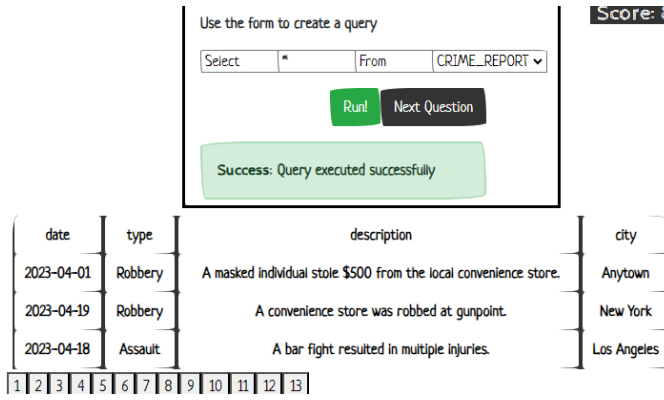 Score:
Use the form to create a query
Select * From CRIME_REPORT
Run! Next Question
Success: Query executed successfully
date type description city
2023-04-01 Robbery A masked individual stole $500 from the local convenience store. Anytown
2023-04-19 Robbery A convenience store was robbed at gunpoint. New York
2023-04-18 Assault A bar fight resulted in multiple injuries. Los Angeles
1 2 3 4 5 6 7 8 9 10 11 12 13